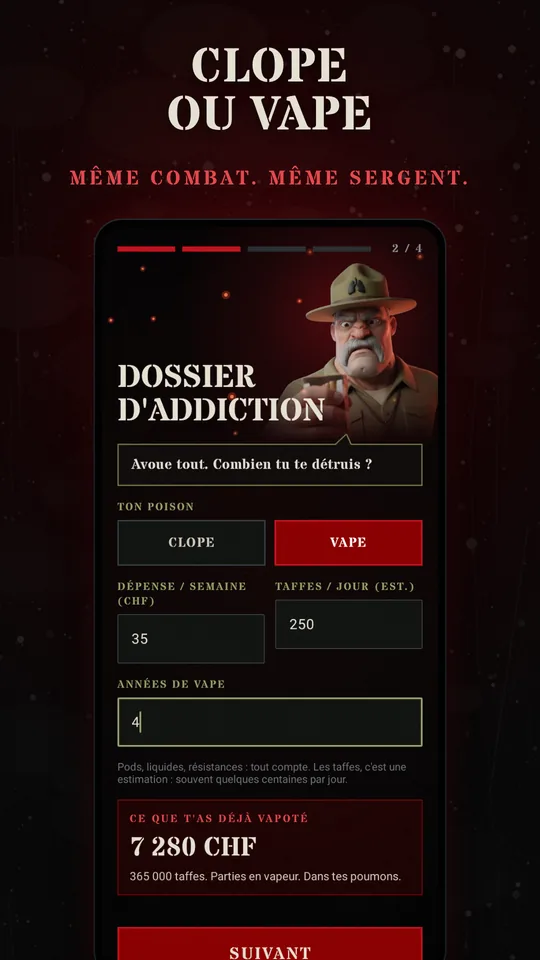 CLOPE
OU VAPE
MÊME COMBAT. MÊME SERGENT.
2 / 4
DOSSIER
D'ADDICTION
Avoue tout. Combien tu te détruis ?
TON POISON
CLOPE
VAPE
DÉPENSE / SEMAINE
(CHF)
TAFFES / JOUR (EST.)
35
250
ANNÉES DE VAPE
4
Pods, liquides, résistances : tout compte. Les taffes, c'est une
estimation : souvent quelques centaines par jour.
CE QUE T'AS DÉJÀ VAPOTÉ
7 280 CHF
365 000 taffes. Parties en vapeur. Dans tes poumons.
SUIVANT